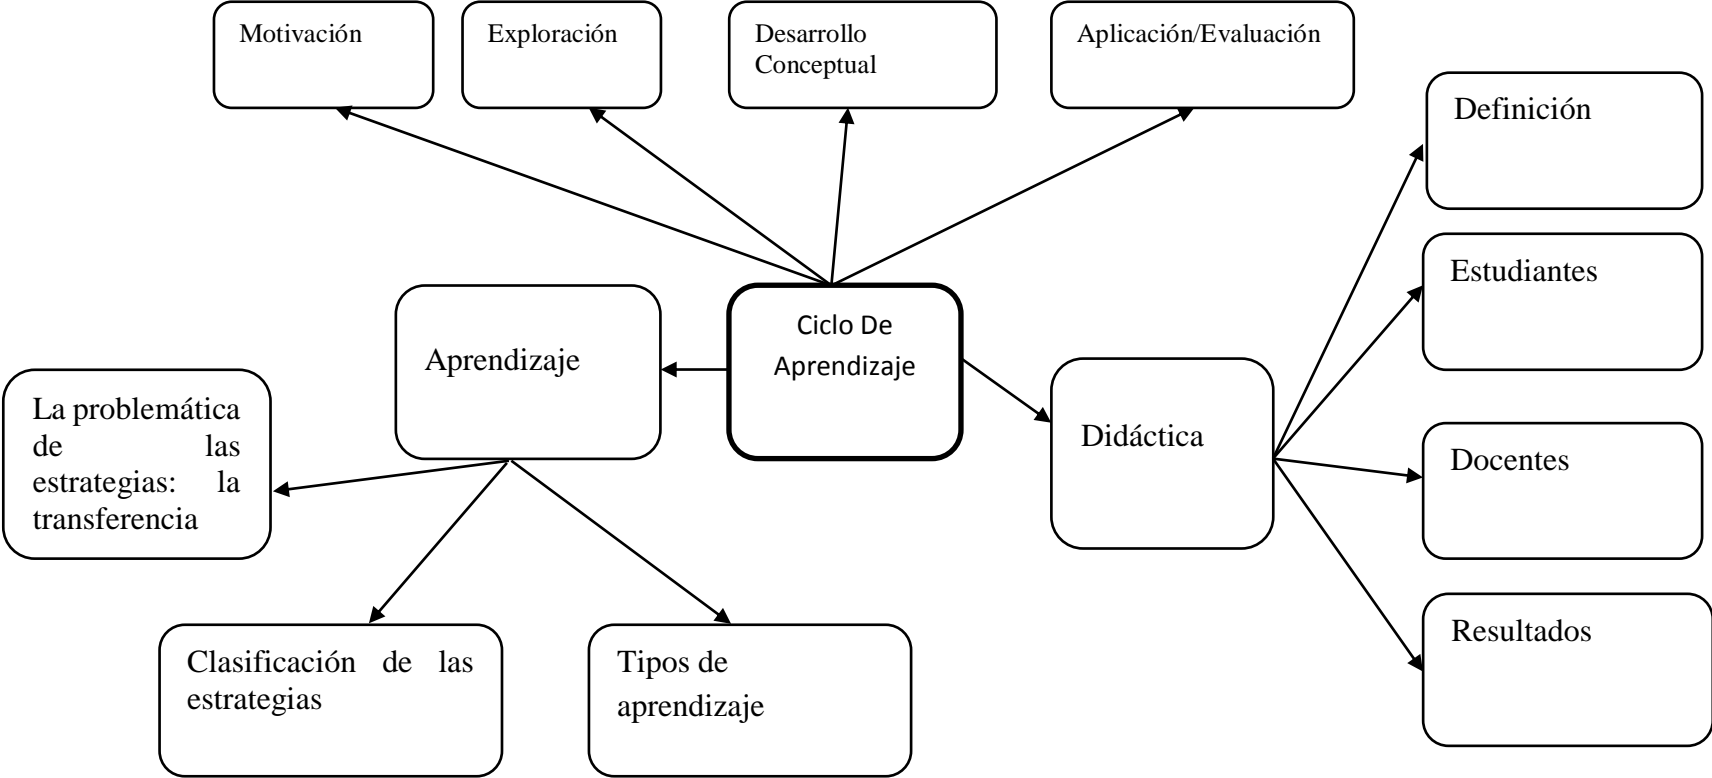 Motivación
Exploración
Desarrollo
Conceptual
Aplicación/Evaluación
Definición
Estudiantes
Ciclo De
Aprendizaje
Aprendizaje
La problemática
de las
estrategias: la
transferencia
Didáctica
Docentes
Resultados
Clasificación de las
estrategias
Tipos de
aprendizaje